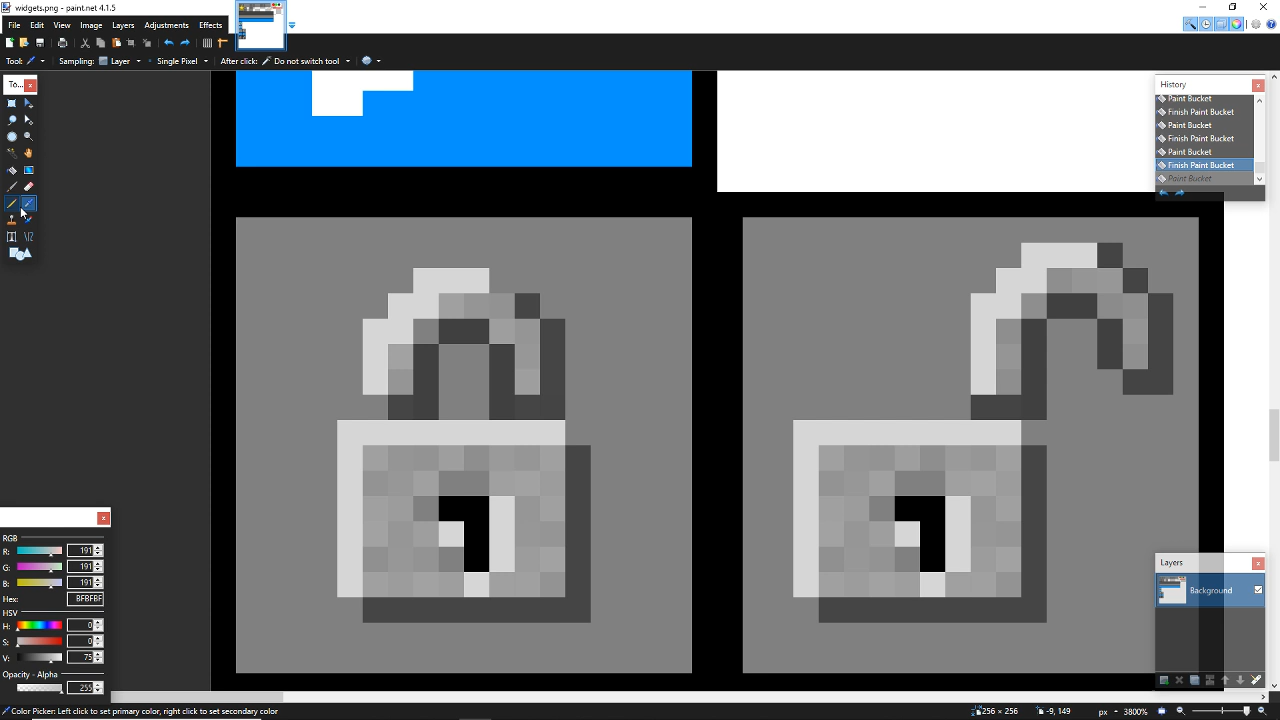 widgets.png - paint.net 4.1.5
File Edit View Image Layers Adjustments Effects
Tool: Sampling: Layer Single Pixel After click: Do not switch tool
To...
History
Paint Bucket
Finish Paint Bucket
Paint Bucket
Finish Paint Bucket
Paint Bucket
Finish Paint Bucket
Paint Bucket
RGB
R: 191
G: 191
B: 191
Hex: BFBFBF
HSV
H: 0
S: 0
V: 75
Opacity - Alpha
255
Layers
Background
Color Picker: Left click to set primary color, right click to set secondary color
256 × 256
-9, 149
px
3800%